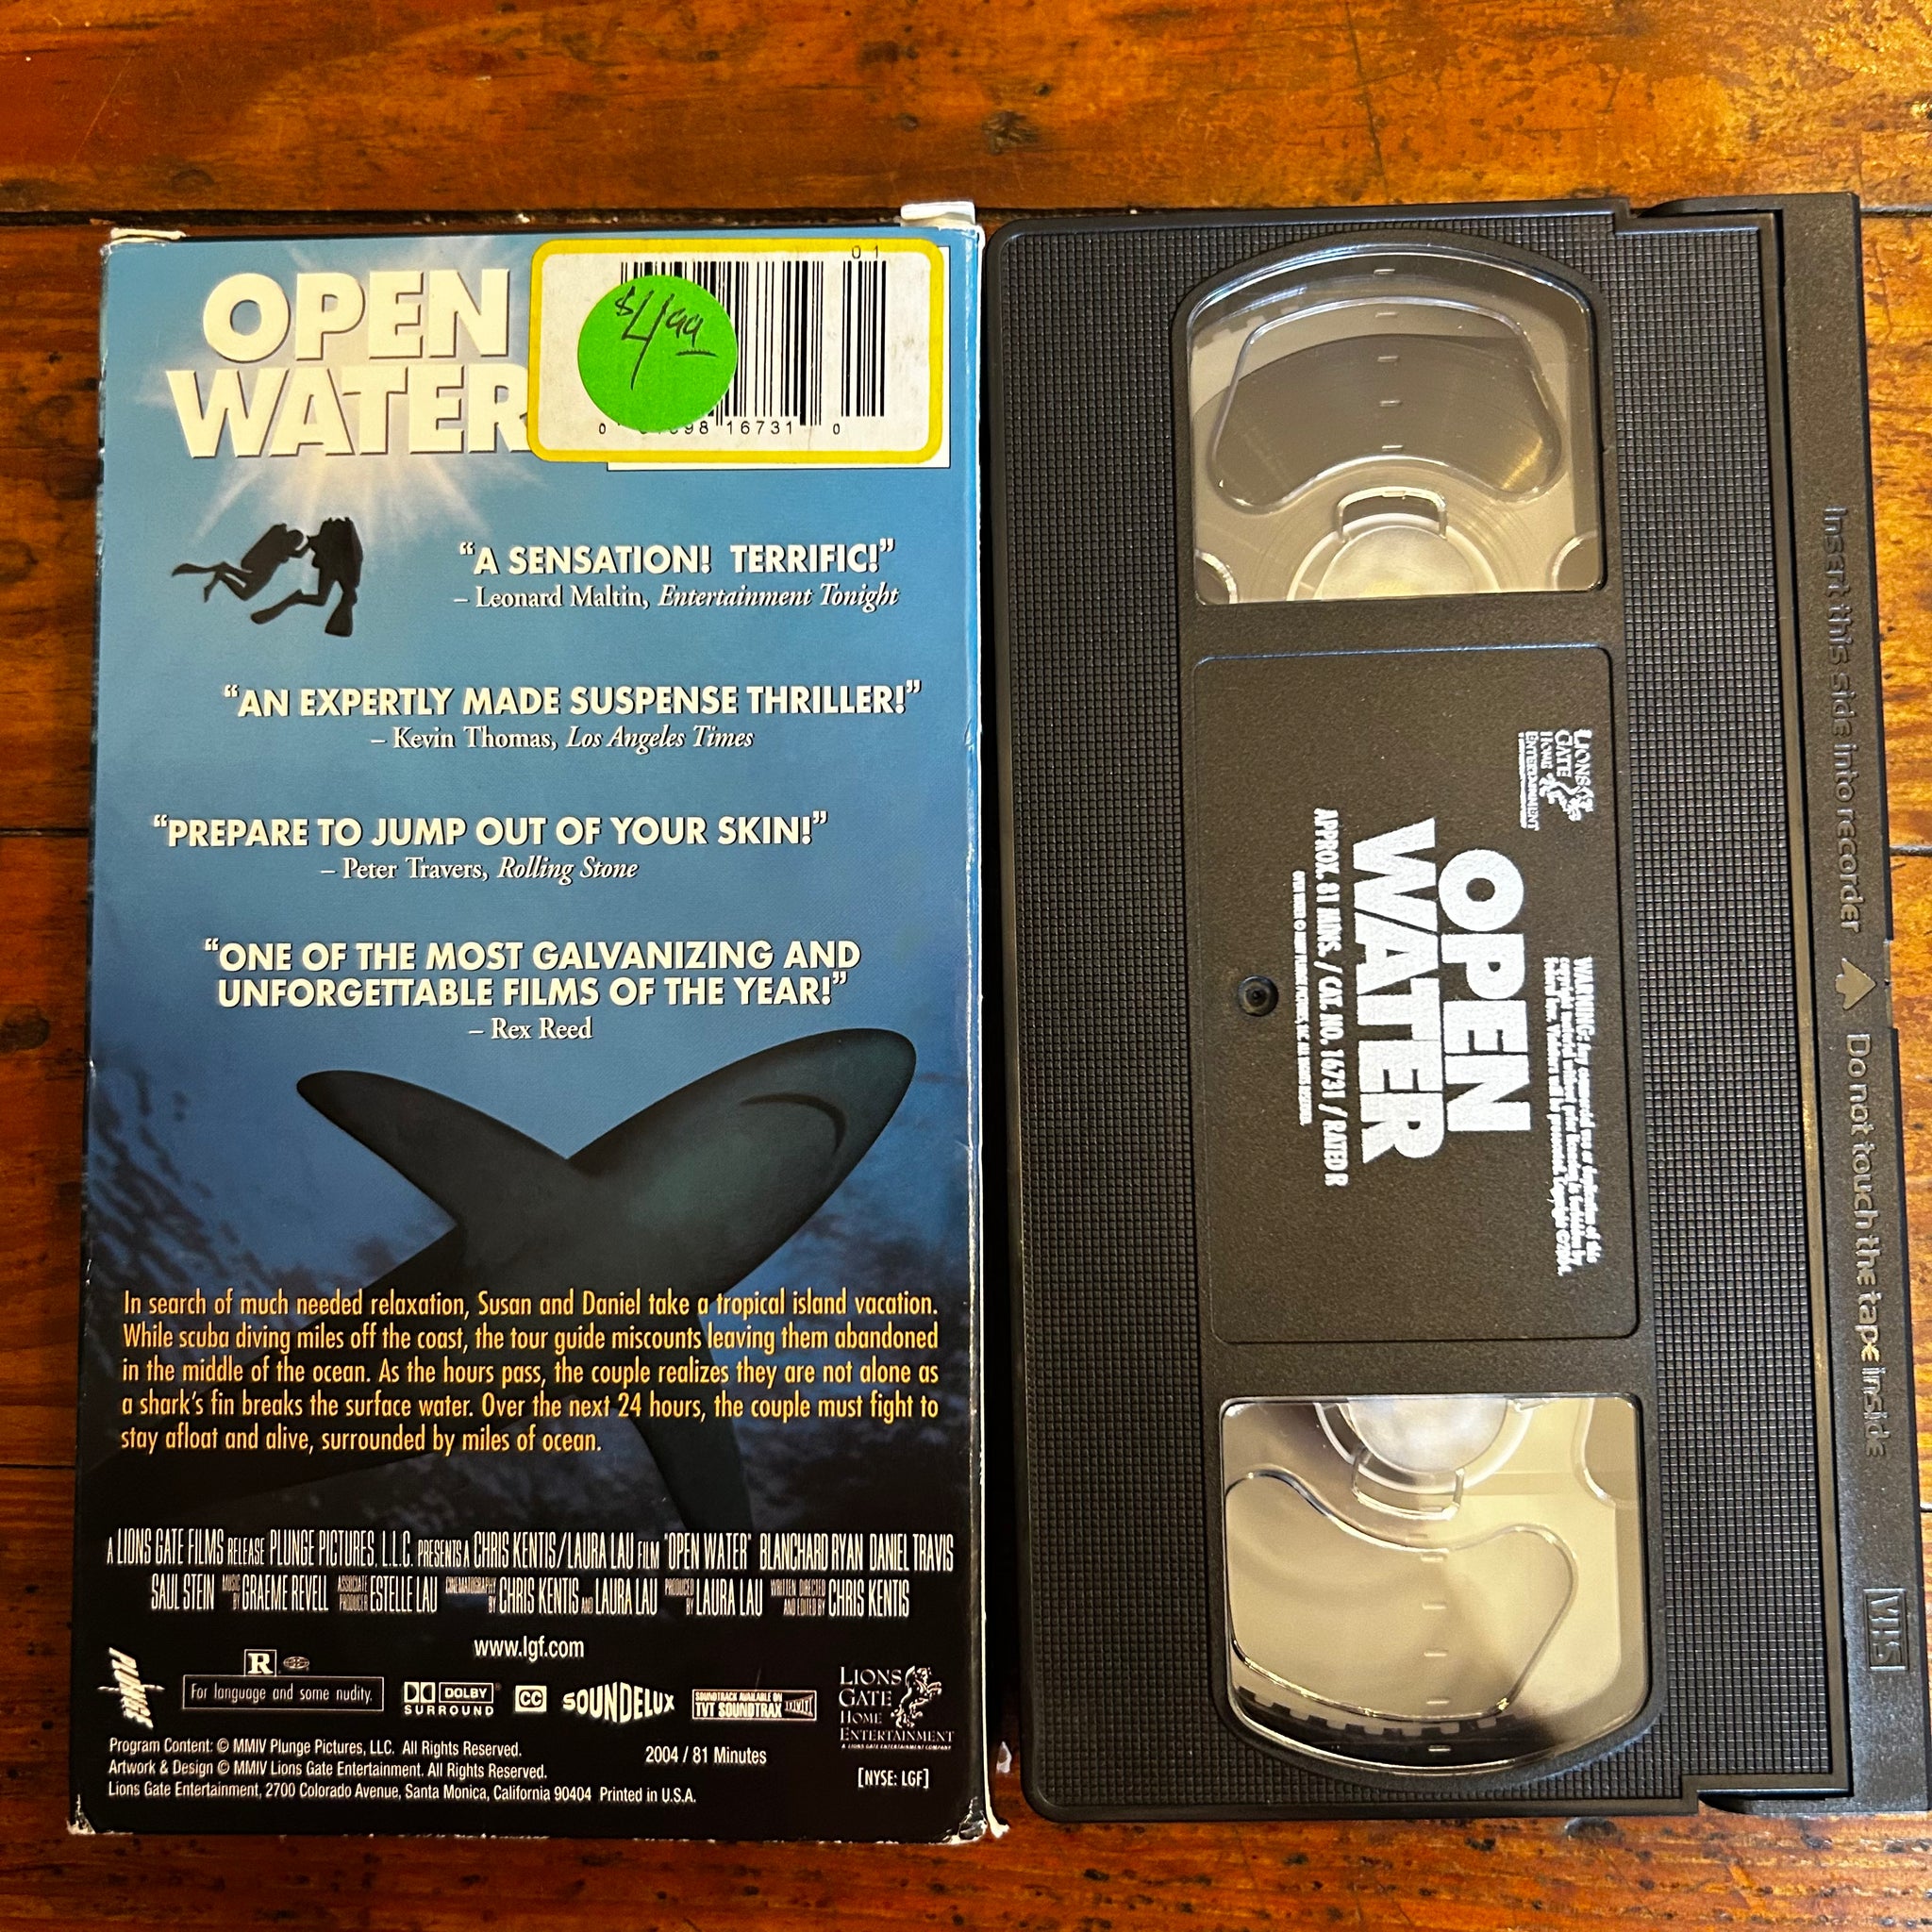 OPEN
WATER
01
$4.99
0
98 16731
0
“A SENSATION! TERRIFIC!”
– Leonard Maltin, Entertainment Tonight
“AN EXPERTLY MADE SUSPENSE THRILLER!”
– Kevin Thomas, Los Angeles Times
“PREPARE TO JUMP OUT OF YOUR SKIN!”
– Peter Travers, Rolling Stone
“ONE OF THE MOST GALVANIZING AND
UNFORGETTABLE FILMS OF THE YEAR!”
– Rex Reed
In search of much needed relaxation, Susan and Daniel take a tropical island vacation.
While scuba diving miles off the coast, the tour guide miscounts leaving them abandoned
in the middle of the ocean. As the hours pass, the couple realizes they are not alone as
a shark's fin breaks the surface water. Over the next 24 hours, the couple must fight to
stay afloat and alive, surrounded by miles of ocean.
A LIONS GATE FILMS RELEASE PLUNGE PICTURES, L.L.C. PRESENTS A CHRIS KENTIS/LAURA LAU FILM "OPEN WATER" BLANCHARD RYAN DANIEL TRAVIS
SAUL STEIN MUSIC BY GRAEME REVELL ASSOCIATE PRODUCER ESTELLE LAU CINEMATOGRAPHY BY CHRIS KENTIS AND LAURA LAU PRODUCED BY LAURA LAU WRITTEN DIRECTED AND EDITED BY CHRIS KENTIS
www.lgf.com
PLUNGE
R
For language and some nudity.
DOLBY
SURROUND
CC
SOUNDELUX
SOUNDTRACK AVAILABLE ON
TVT SOUNDTRAX
LIONS
GATE
HOME
ENTERTAINMENT
A LIONS GATE ENTERTAINMENT COMPANY
Program Content: © MMIV Plunge Pictures, LLC. All Rights Reserved.
Artwork & Design © MMIV Lions Gate Entertainment. All Rights Reserved.
Lions Gate Entertainment, 2700 Colorado Avenue, Santa Monica, California 90404 Printed in U.S.A.
2004 / 81 Minutes
[NYSE: LGF]
LIONS
GATE
HOME
ENTERTAINMENT
WARNING:
OPEN
WATER
APPROX. 81 MINS. // CAT. NO. 16731 / RATED R
Insert this side into recorder
Do not touch the tape inside
VHS